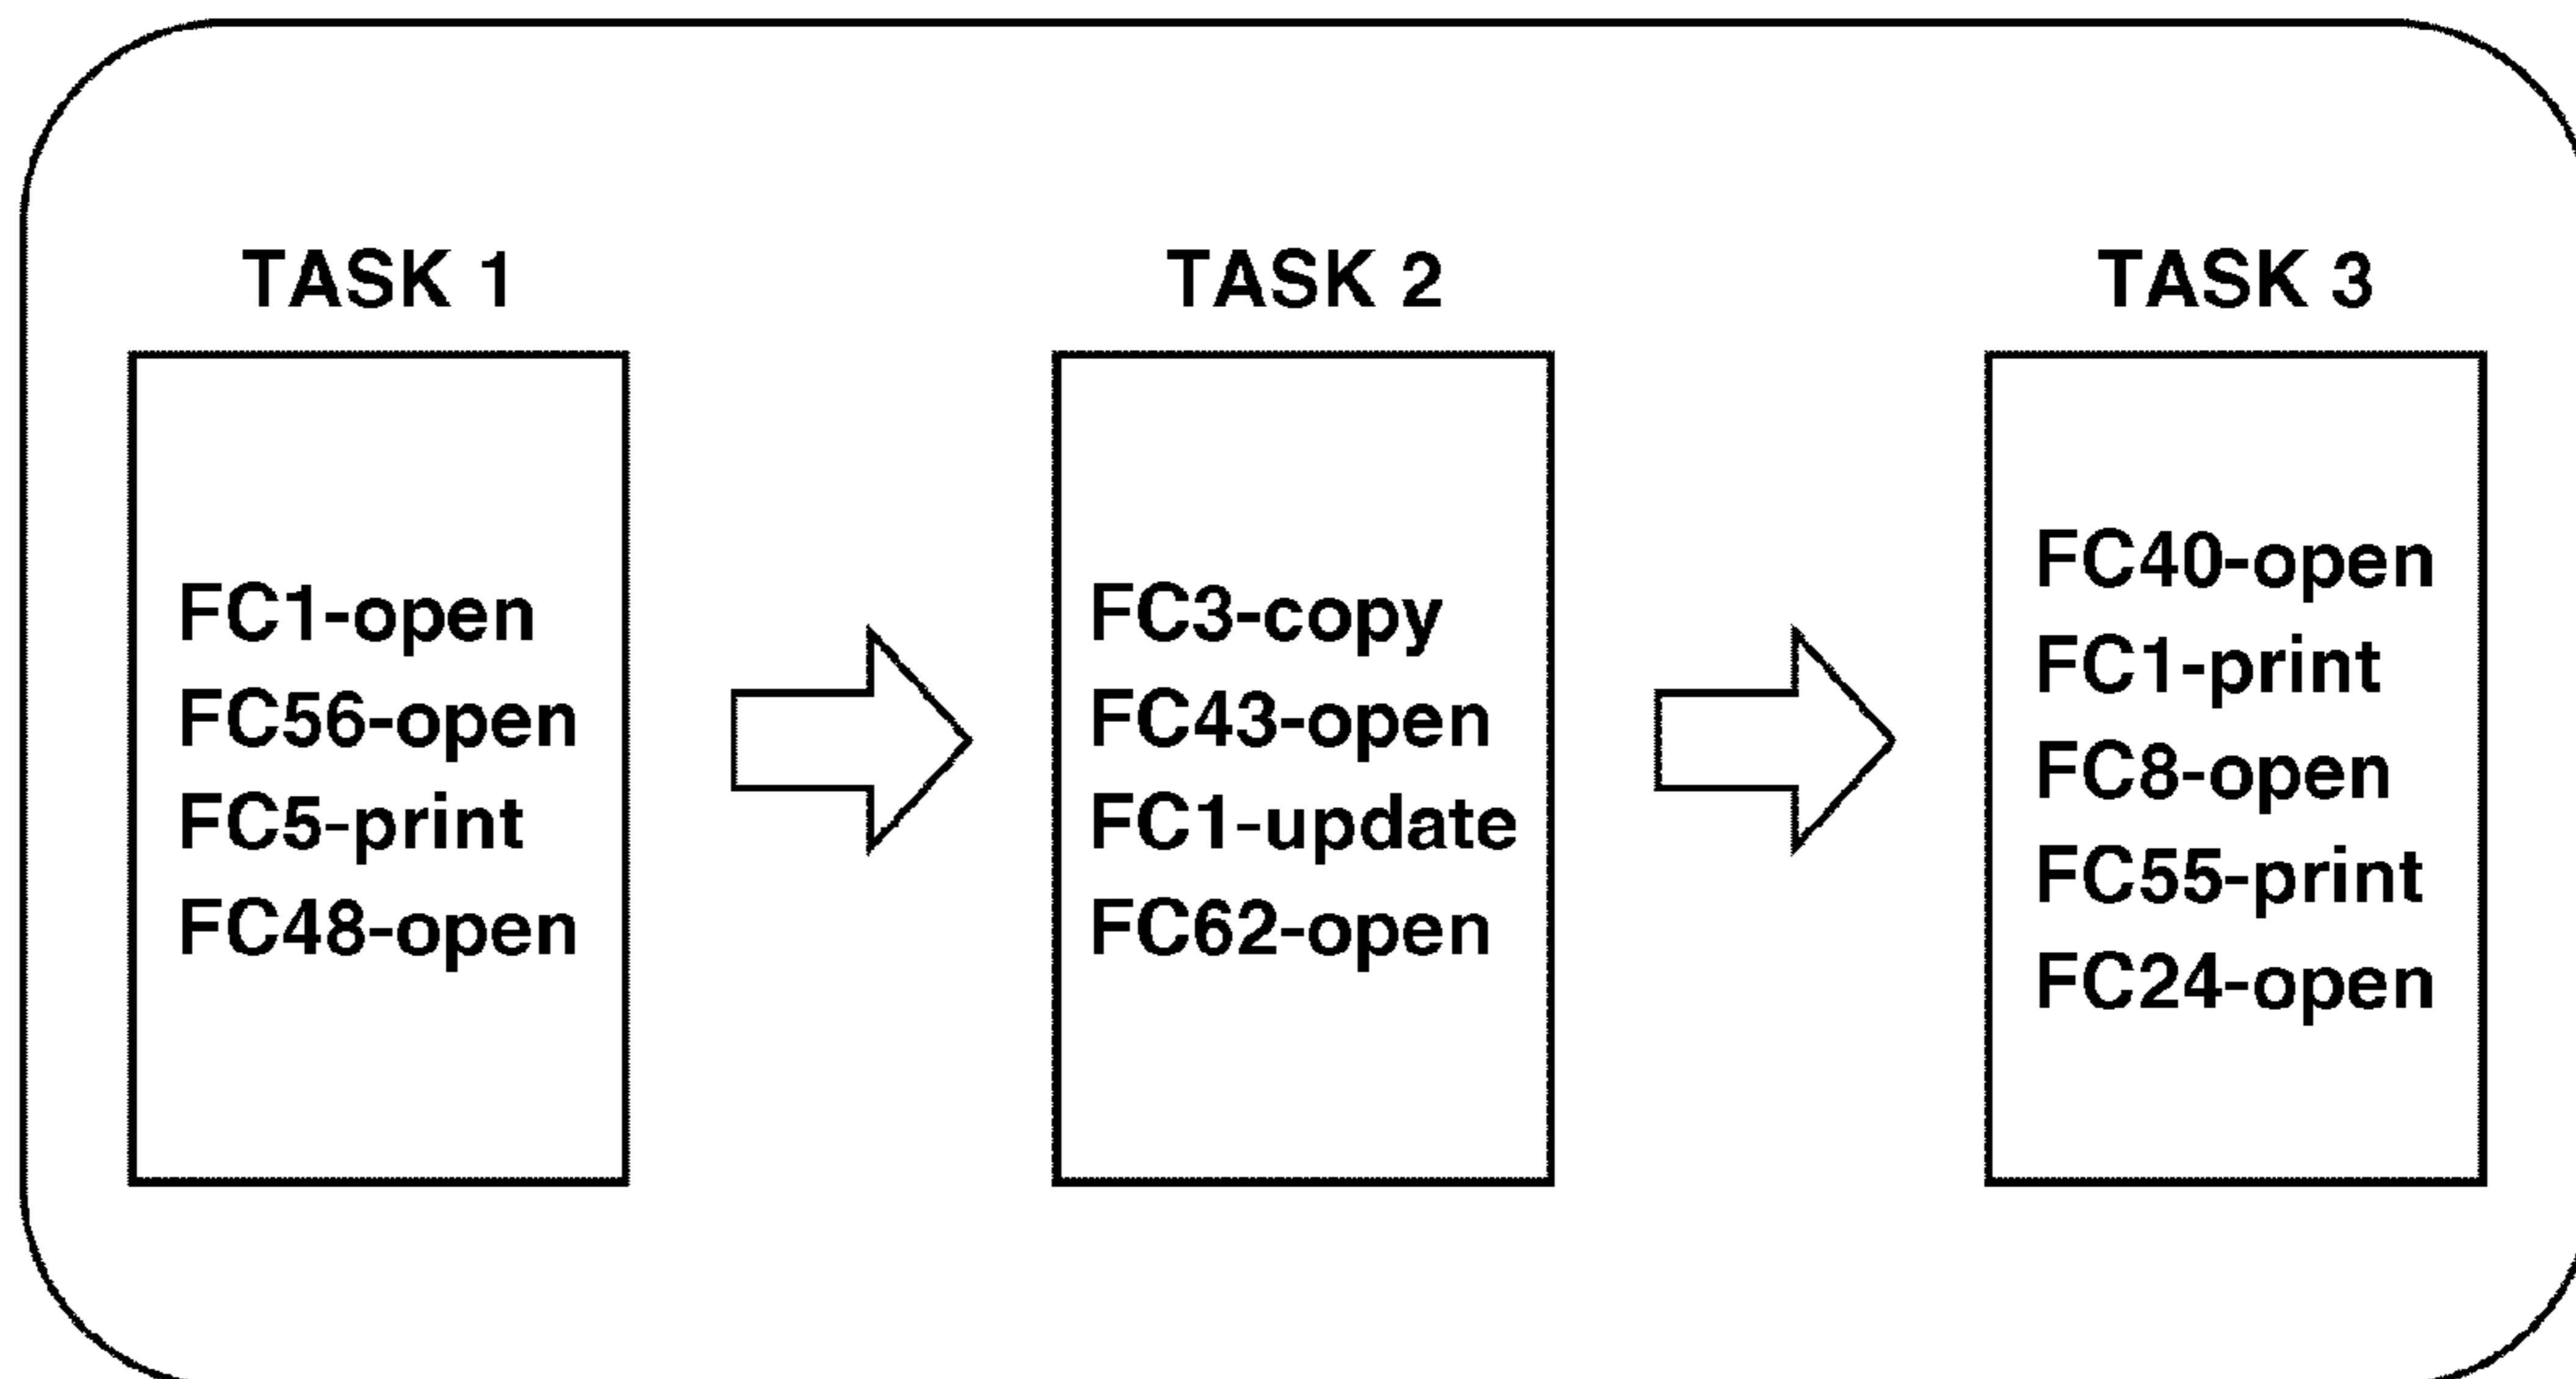 TASK 1
FC1-open
FC56-open
FC5-print
FC48-open
TASK 2
FC3-copy
FC43-open
FC1-update
FC62-open
TASK 3
FC40-open
FC1-print
FC8-open
FC55-print
FC24-open